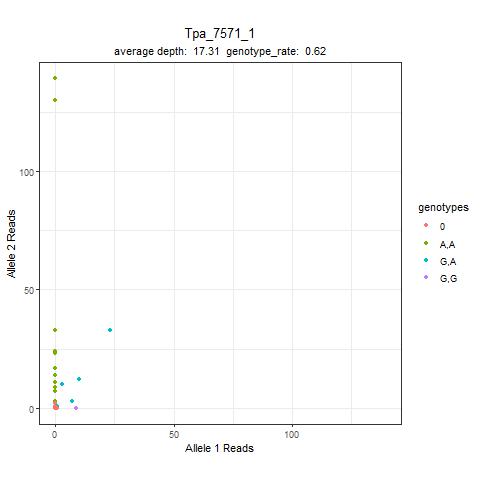 Tpa_7571_1
average depth: 17.31 genotype_rate: 0.62
Allele 2 Reads
100
50
0
0
50
100
Allele 1 Reads
genotypes
0
A,A
G,A
G,G